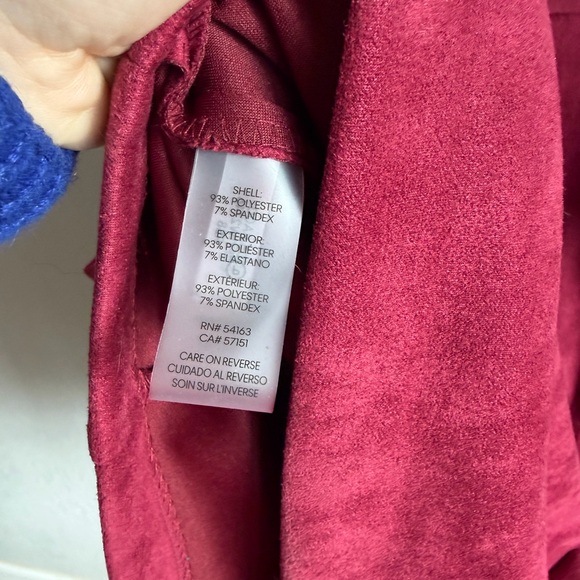 SHELL:
93% POLYESTER
7% SPANDEX
EXTERIOR:
93% POLIÉSTER
7% ELASTANO
EXTÉRIEUR:
93% POLYESTER
7% SPANDEX
RN# 54163
CA# 57151
CARE ON REVERSE
CUIDADO AL REVERSO
SOIN SUR L'INVERSE